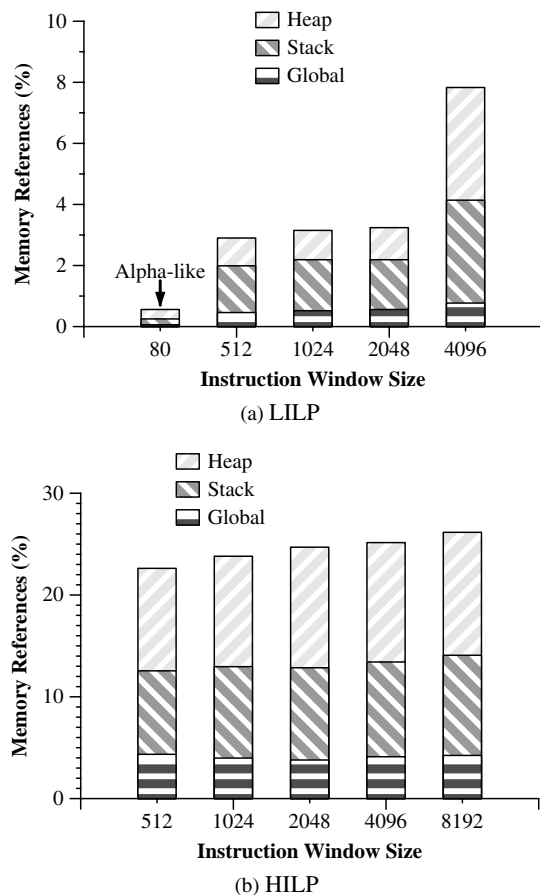 10
8
6
4
2
0
Memory References (%)
Heap
Stack
Global
Alpha-like
80 512 1024 2048 4096
Instruction Window Size
(a) LILP
30
20
10
0
Memory References (%)
Heap
Stack
Global
512 1024 2048 4096 8192
Instruction Window Size
(b) HILP